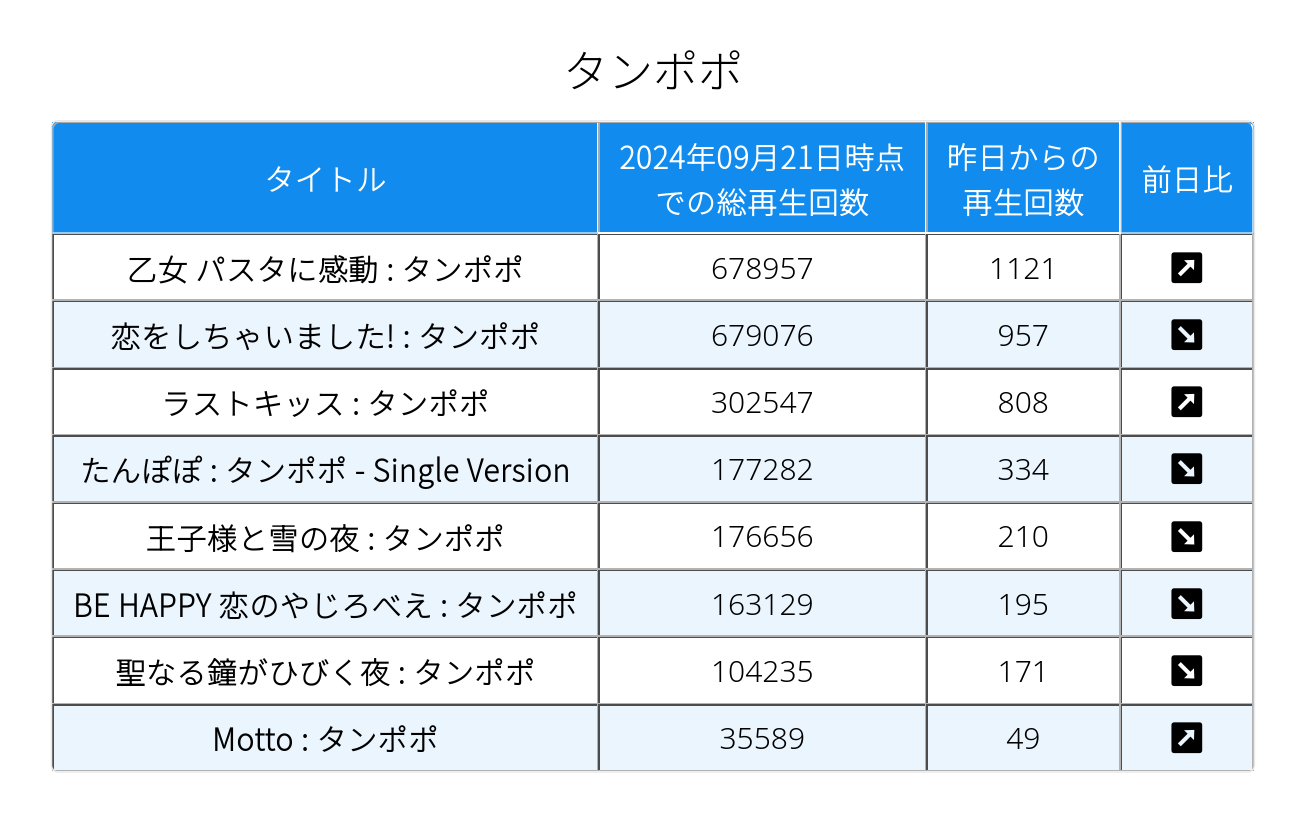 タンポポ
タイトル
2024年09月21日時点
での総再生回数
昨日からの
再生回数
前日比
乙女 パスタに感動 : タンポポ 678957 1121 ↗
恋をしちゃいました! : タンポポ 679076 957 ↘
ラストキッス : タンポポ 302547 808 ↗
たんぽぽ : タンポポ - Single Version 177282 334 ↘
王子様と雪の夜 : タンポポ 176656 210 ↘
BE HAPPY 恋のやじろべえ : タンポポ 163129 195 ↘
聖なる鐘がひびく夜 : タンポポ 104235 171 ↘
Motto : タンポポ 35589 49 ↗